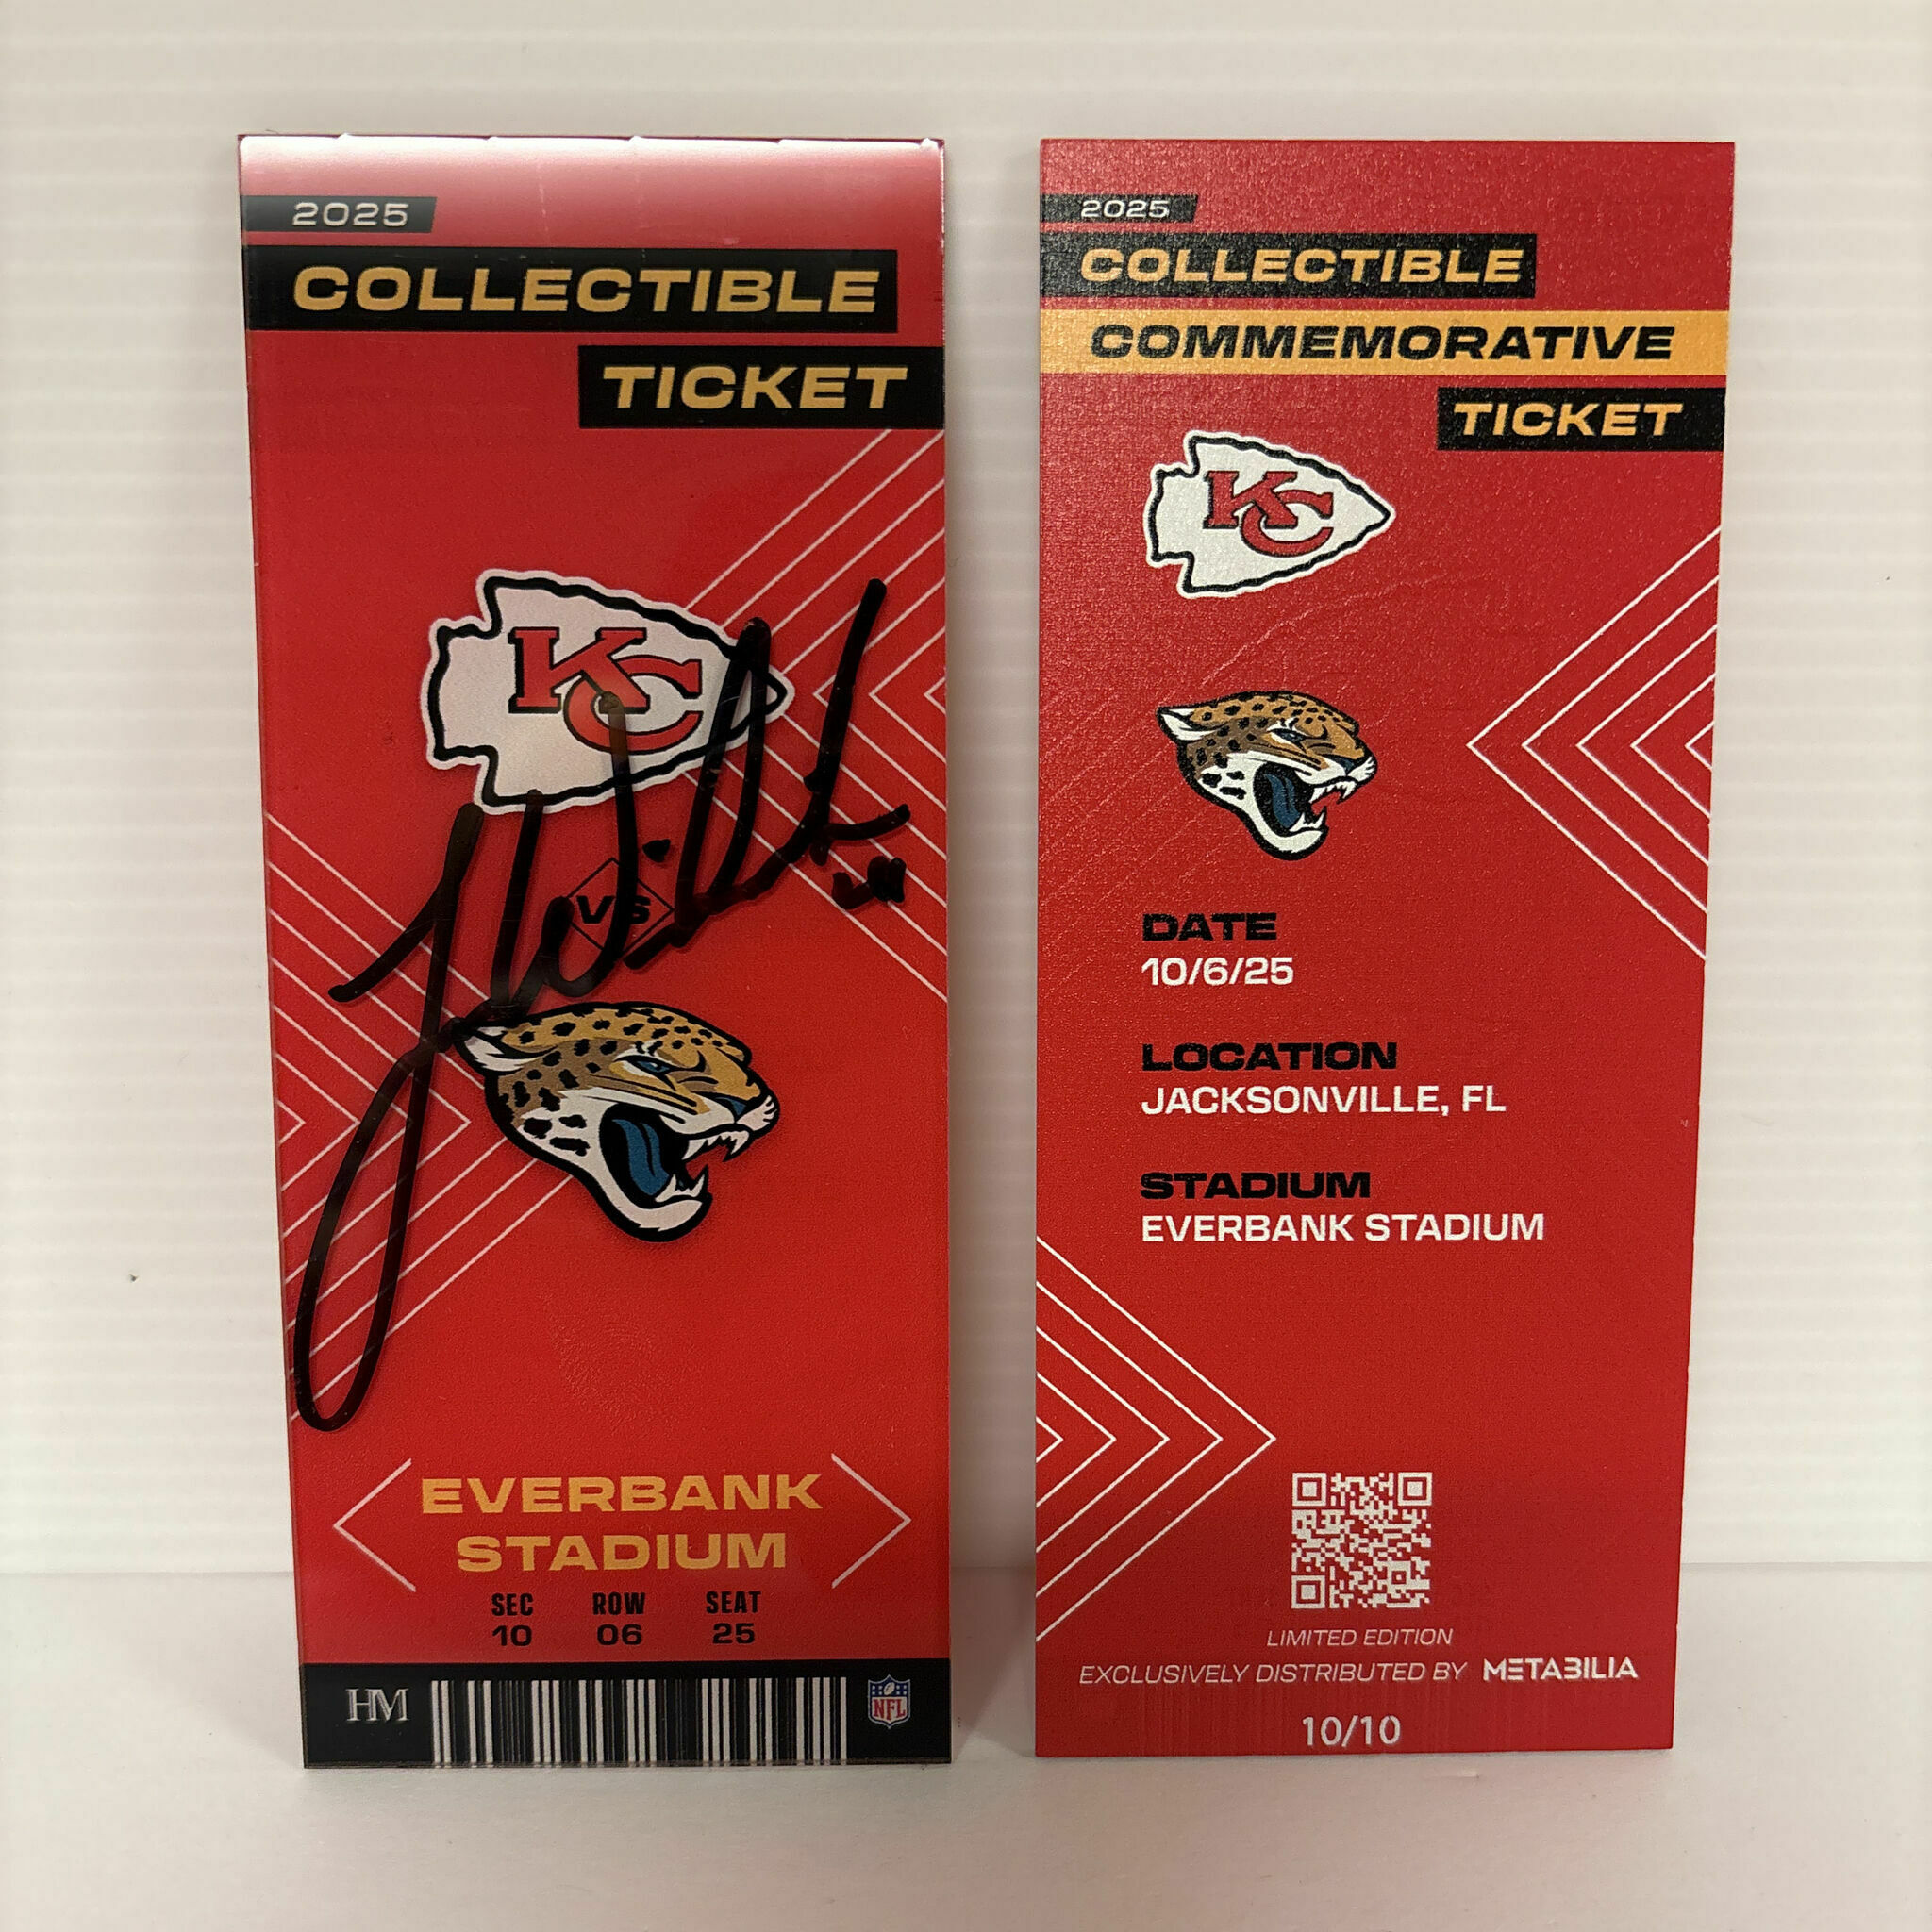 2025
COLLECTIBLE
TICKET
KC
VS
EVERBANK
STADIUM
SEC ROW SEAT
10 06 25
HM
NFL
2025
COLLECTIBLE
COMMEMORATIVE
TICKET
KC
DATE
10/6/25
LOCATION
JACKSONVILLE, FL
STADIUM
EVERBANK STADIUM
LIMITED EDITION
EXCLUSIVELY DISTRIBUTED BY METABILIA
10/10